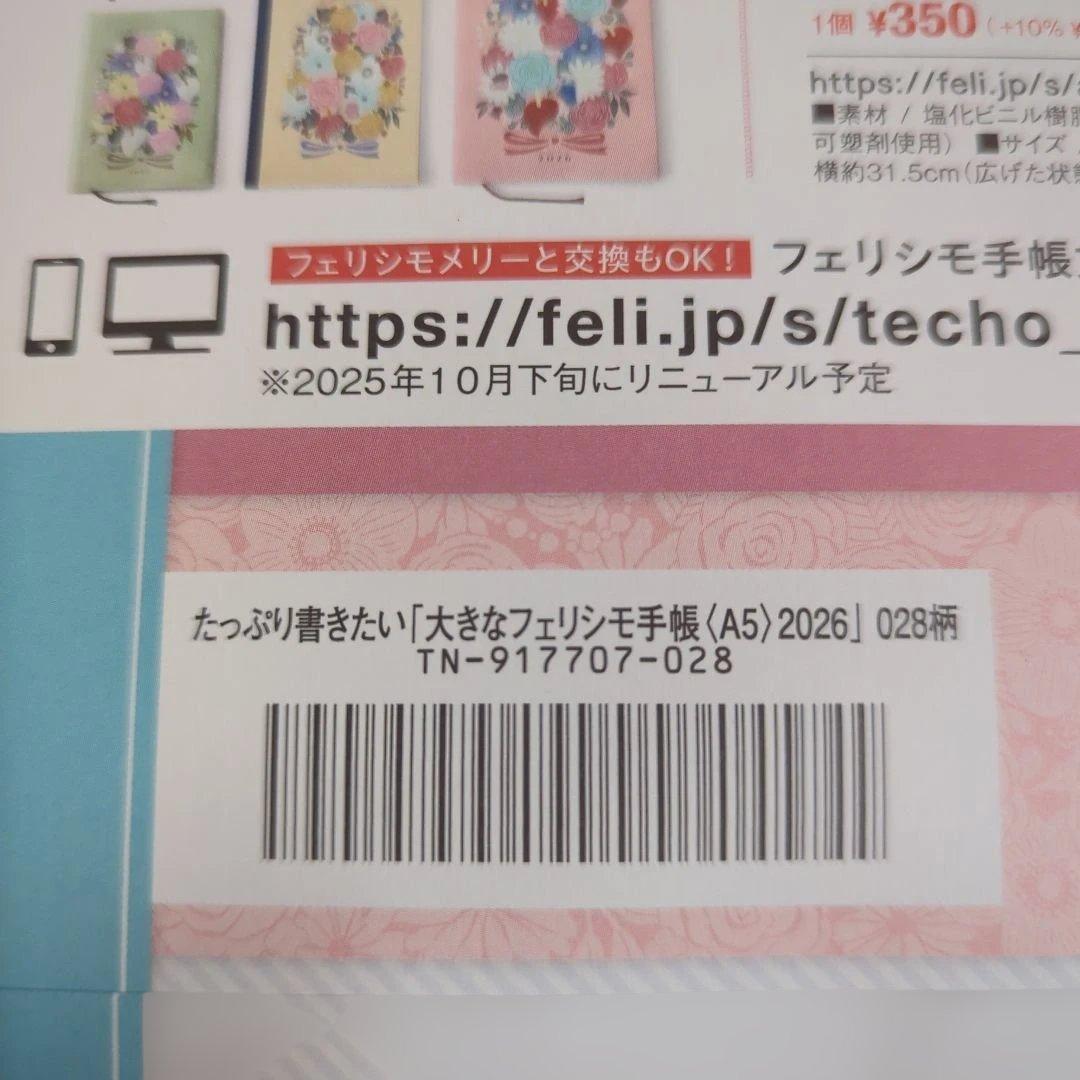 1個 ¥350(+10% ¥
https://feli.jp/s/
■素材 / 塩化ビニル樹脂
可塑剤使用) ■サイズ
横約31.5cm(広げた状態
フェリシモメリーと交換もOK! フェリシモ手帳
https://feli.jp/s/techo_
※2025年10月下旬にリニューアル予定
たっぷり書きたい「大きなフェリシモ手帳〈A5〉2026」 028柄
TN-917707-028
2026